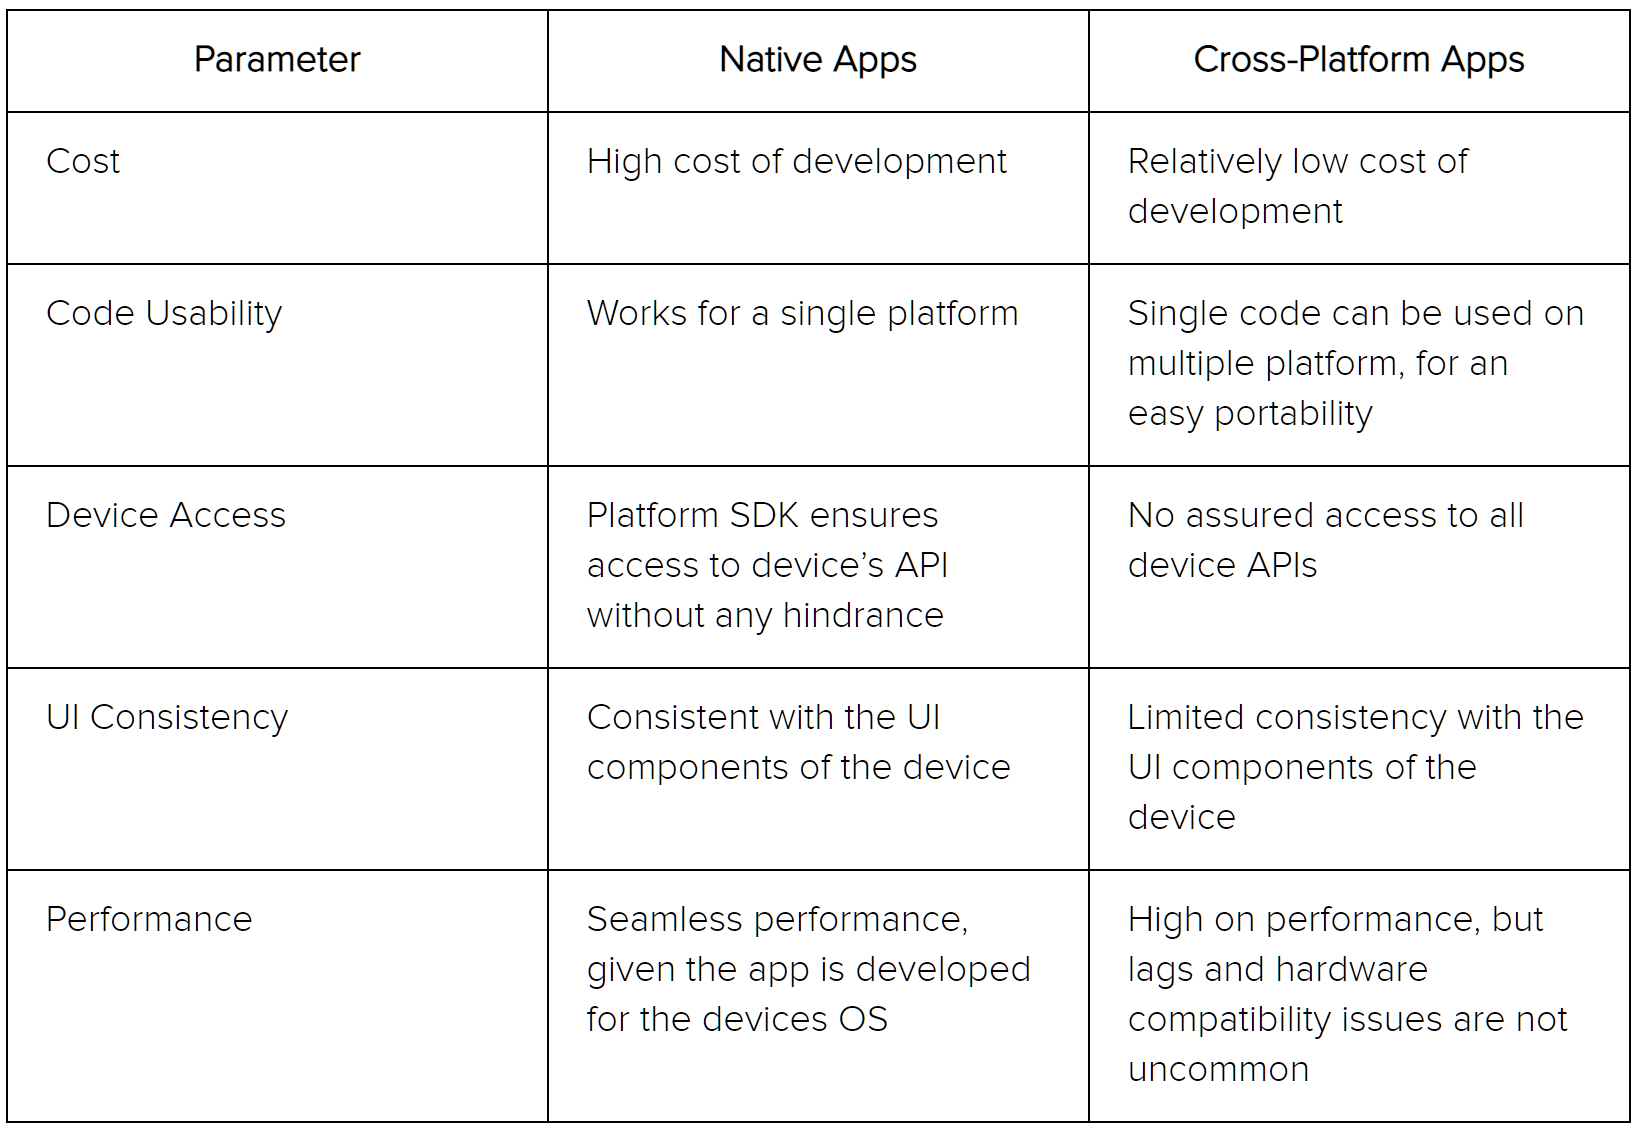 Parameter
Native Apps
Cross-Platform Apps
Cost
High cost of development
Relatively low cost of
development
Code Usability
Works for a single platform
Single code can be used on
multiple platform, for an
easy portability
Device Access
Platform SDK ensures
access to device’s API
without any hindrance
No assured access to all
device APIs
UI Consistency
Consistent with the UI
components of the device
Limited consistency with the
UI components of the
device
Performance
Seamless performance,
given the app is developed
for the devices OS
High on performance, but
lags and hardware
compatibility issues are not
uncommon